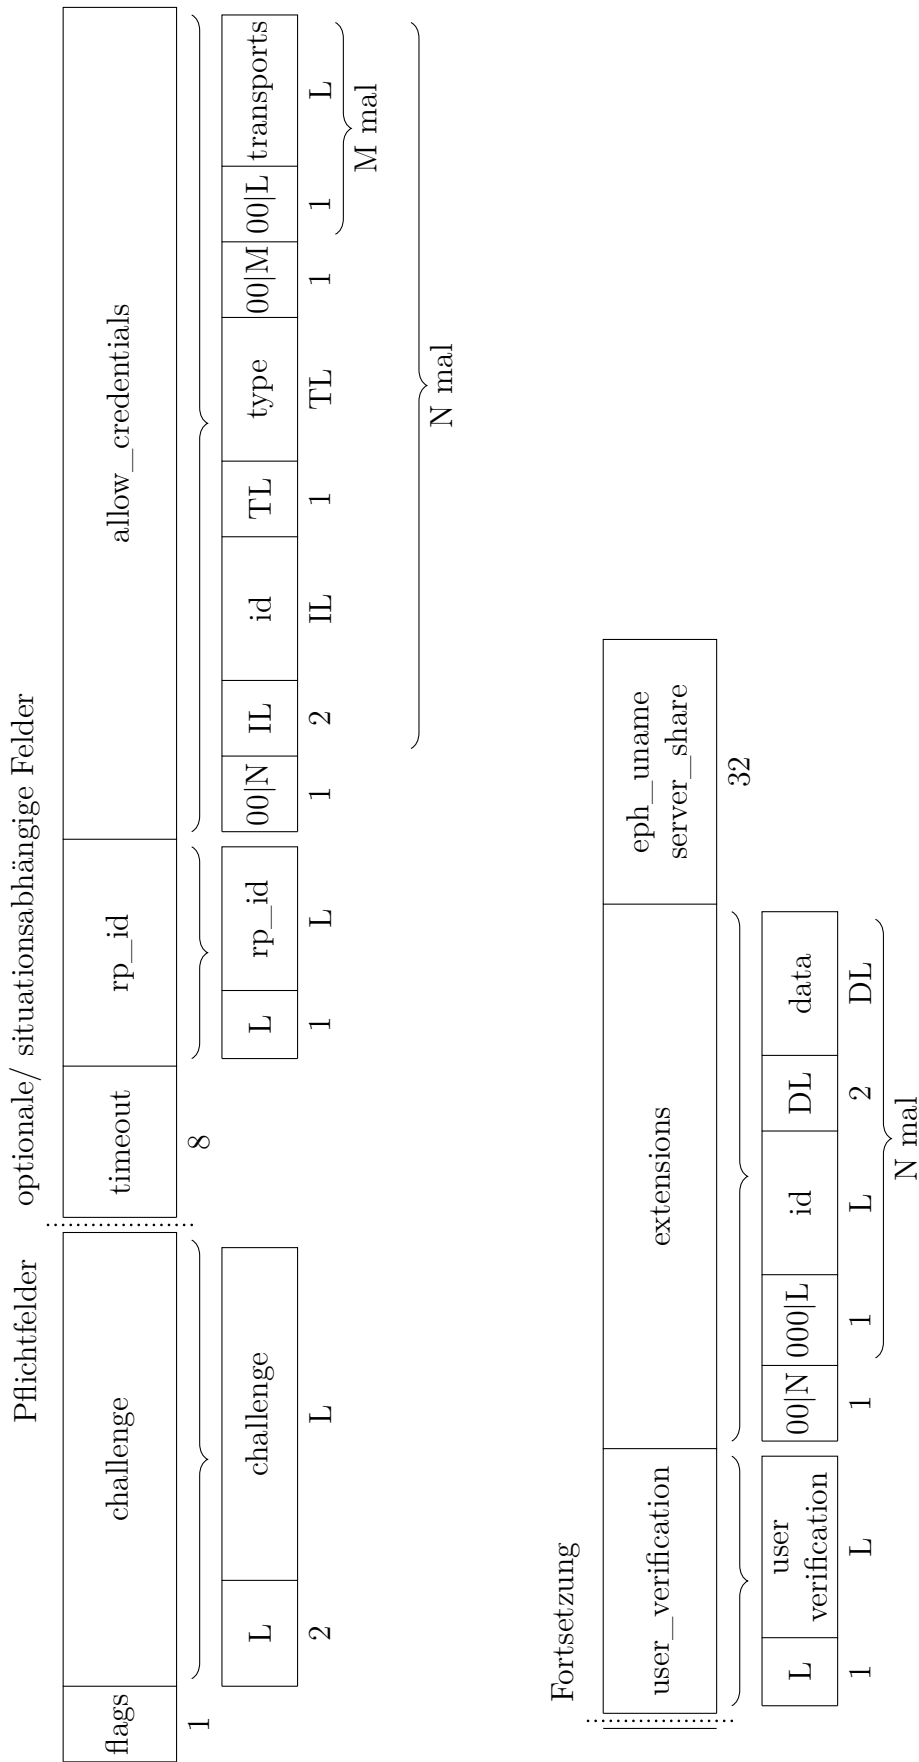 Pflichtfelder optionale/ situationsabhängige Felder
flags challenge timeout rp_id allow_credentials
1 8
L challenge L rp_id 00|N IL id TL type 00|M 00|L transports
2 L 1 L 1 2 IL 1 TL 1 1 L
M mal
N mal
Fortsetzung
user_verification extensions eph_uname
server_share
32
L user
verification 00|N 000|L id DL data
1 L 1 1 L 2 DL
N mal